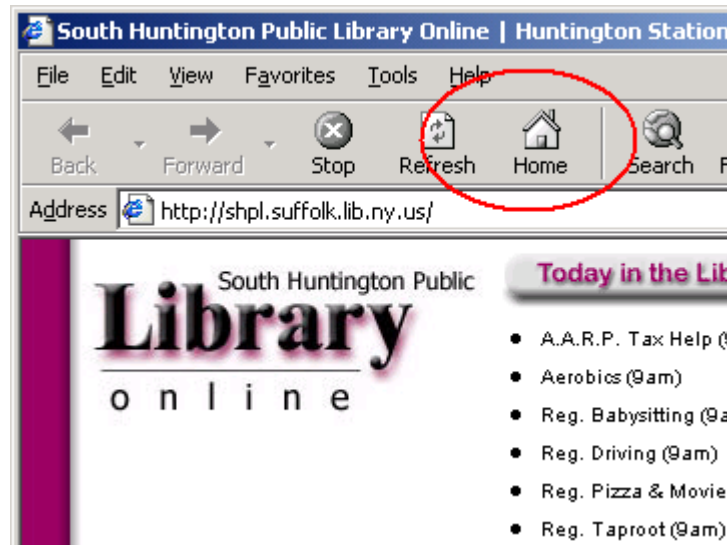 South Huntington Public Library Online | Huntington Station
File Edit View Favorites Tools Help
Back Forward Stop Refresh Home Search
Address http://shpl.suffolk.lib.ny.us/
South Huntington Public
Library
online
Today in the Lib
A.A.R.P. Tax Help (9
Aerobics (9am)
Reg. Babysitting (9a
Reg. Driving (9am)
Reg. Pizza & Movie
Reg. Taproot (9am)